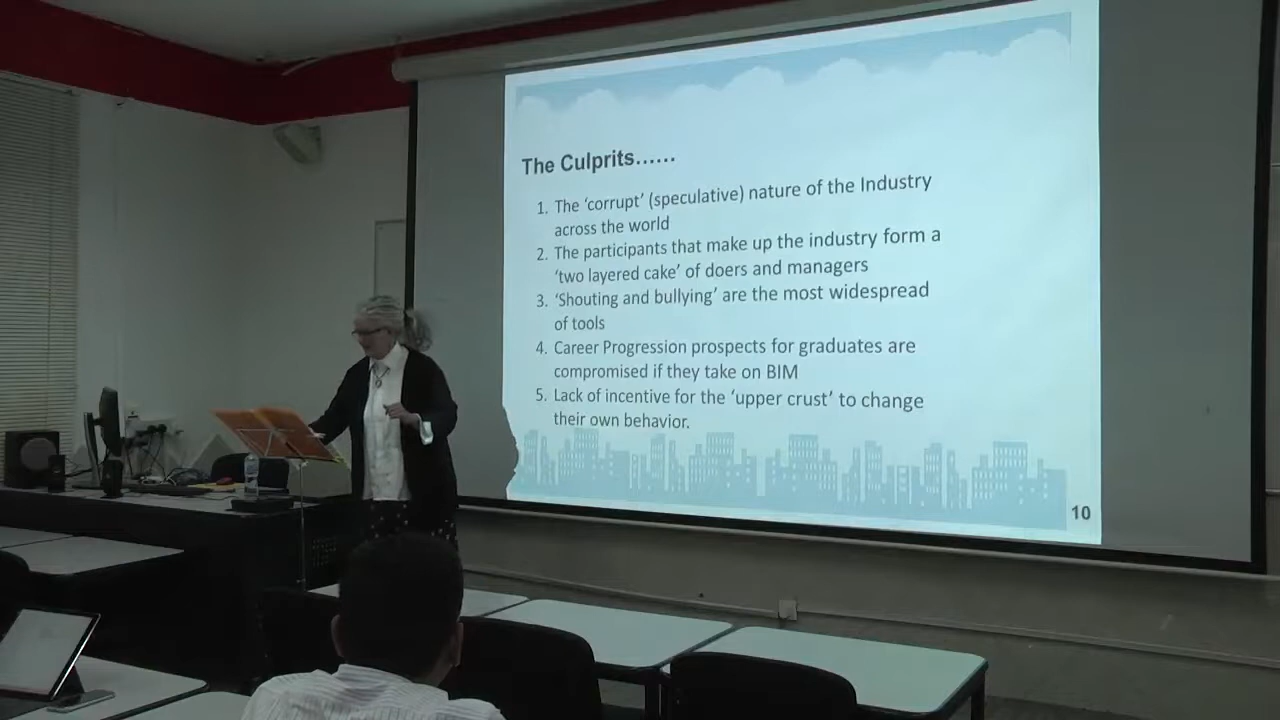 The Culprits……
1. The ‘corrupt’ (speculative) nature of the Industry
across the world
2. The participants that make up the industry form a
‘two layered cake’ of doers and managers
3. ‘Shouting and bullying’ are the most widespread
of tools
4. Career Progression prospects for graduates are
compromised if they take on BIM
5. Lack of incentive for the ‘upper crust’ to change
their own behavior.
10